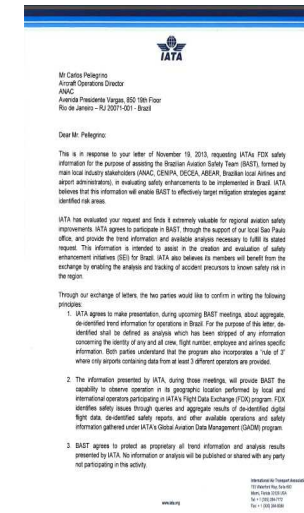 IATA
Mr Carlos Pellegrino
Aircraft Operations Director
ANAC
Avenida Presidente Vargas, 850 19th Floor
Rio de Janeiro – RJ 20071-001 - Brazil
Dear Mr. Pellegrino:
This is in response to your letter of November 19, 2013, requesting IATAs FDX safety
information for the purpose of assisting the Brazilian Aviation Safety Team (BAST), formed by
main local industry stakeholders (ANAC, CENIPA, DECEA, ABEAR, Brazilian local Airlines and
airport administrators), in evaluating safety enhancements to be implemented in Brazil. IATA
believes that this information will enable BAST to effectively target mitigation strategies against
identified risk areas.
IATA has evaluated your request and finds it extremely valuable for regional aviation safety
improvements. IATA agrees to participate in BAST, through the support of our local Sao Paulo
office, and provide the trend information and available analysis necessary to fulfill its stated
request. This information is intended to assist in the creation and evaluation of safety
enhancement initiatives (SEI) for Brazil. IATA also believes its members will benefit from the
exchange by enabling the analysis and tracking of accident precursors to known safety risk in
the region.
Through our exchange of letters, the two parties would like to confirm in writing the following
principles:
1. IATA agrees to make presentation, during upcoming BAST meetings, about aggregate,
de-identified trend information for operations in Brazil. For the purpose of this letter, de-
identified shall be defined as analysis which has been stripped of any information
concerning the identity of any and all crew, flight number, employee and airlines specific
information. Both parties understand that the program also incorporates a "rule of 3"
where only airports containing data from at least 3 different operators are provided.
2. The information presented by IATA, during those meetings, will provide BAST the
capability to observe operation in its geographic location performed by local and
international operators participating in IATA's Flight Data Exchange (FDX) program. FDX
identifies safety issues through queries and aggregate results of de-identified digital
flight data, de-identified safety reports, and other available operations and safety
information gathered under IATA's Global Aviation Data Management (GADM) program.
3. BAST agrees to protect as proprietary all trend information and analysis results
presented by IATA. No information or analysis will be published or shared with any party
not participating in this activity.
International Air Transport Association
Miami, Florida
www.iata.org